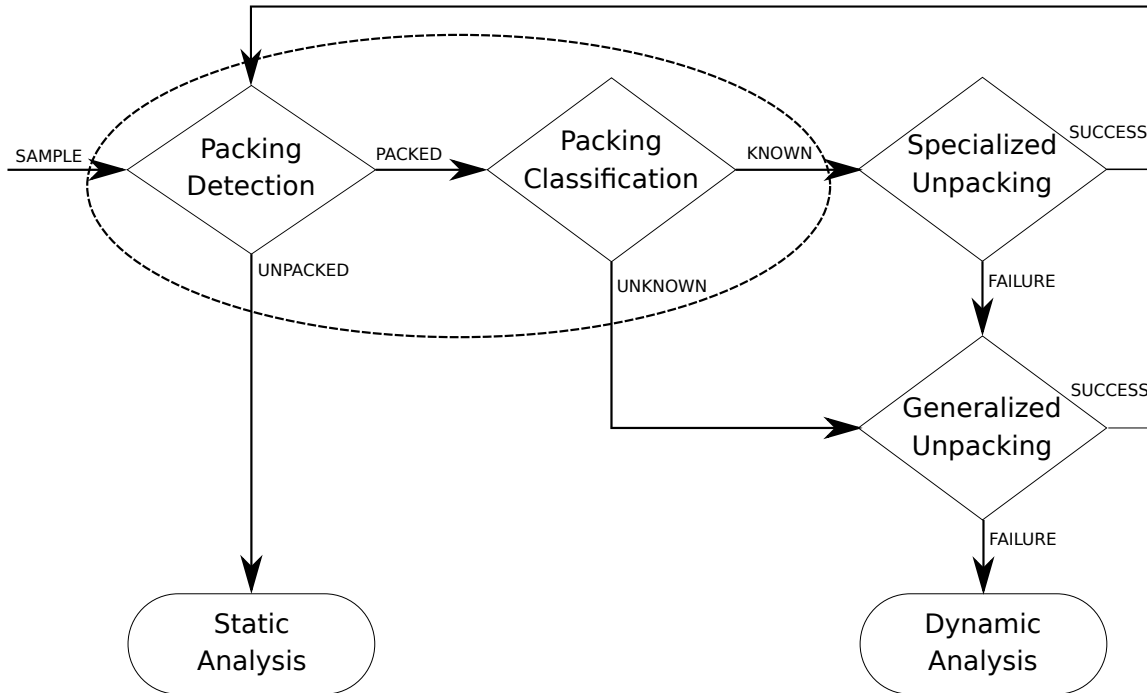 SAMPLE
Packing
Detection
PACKED
Packing
Classification
KNOWN
Specialized
Unpacking
SUCCESS
UNPACKED
UNKNOWN
FAILURE
Generalized
Unpacking
SUCCESS
FAILURE
Static
Analysis
Dynamic
Analysis